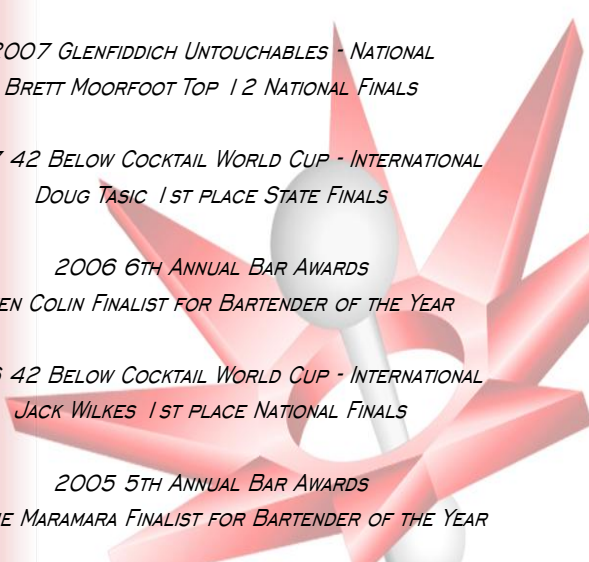 2007 Glenfiddich Untouchables - National
Brett Moorfoot Top 12 National Finals
42 Below Cocktail World Cup - International
Doug Tasic 1st place State Finals
2006 6th Annual Bar Awards
Colin Finalist for Bartender of the Year
42 Below Cocktail World Cup - International
Jack Wilkes 1st place National Finals
2005 5th Annual Bar Awards
Maramara Finalist for Bartender of the Year